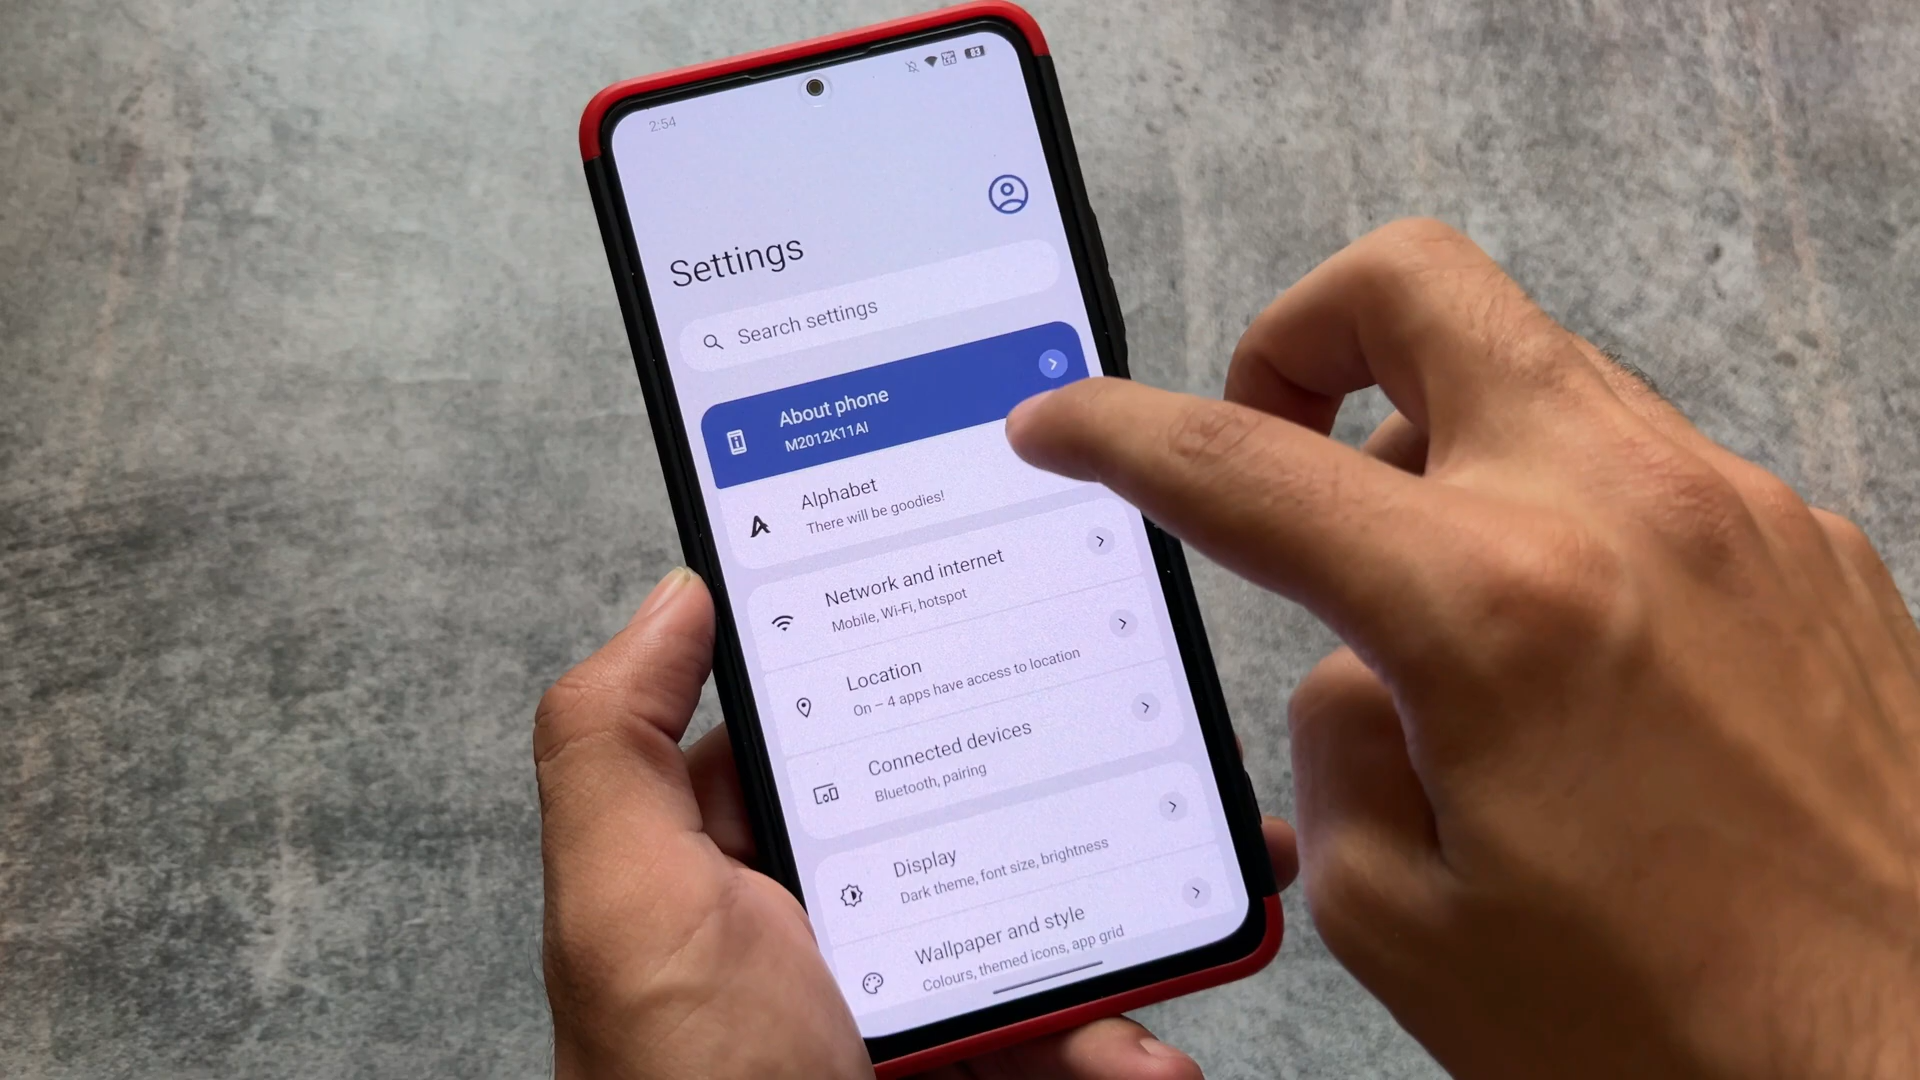 2:54
83
Settings
Search settings
About phone
M2012K11AI
Alphabet
There will be goodies!
Network and internet
Mobile, Wi-Fi, hotspot
Location
On – 4 apps have access to location
Connected devices
Bluetooth, pairing
Display
Dark theme, font size, brightness
Wallpaper and style
Colours, themed icons, app grid